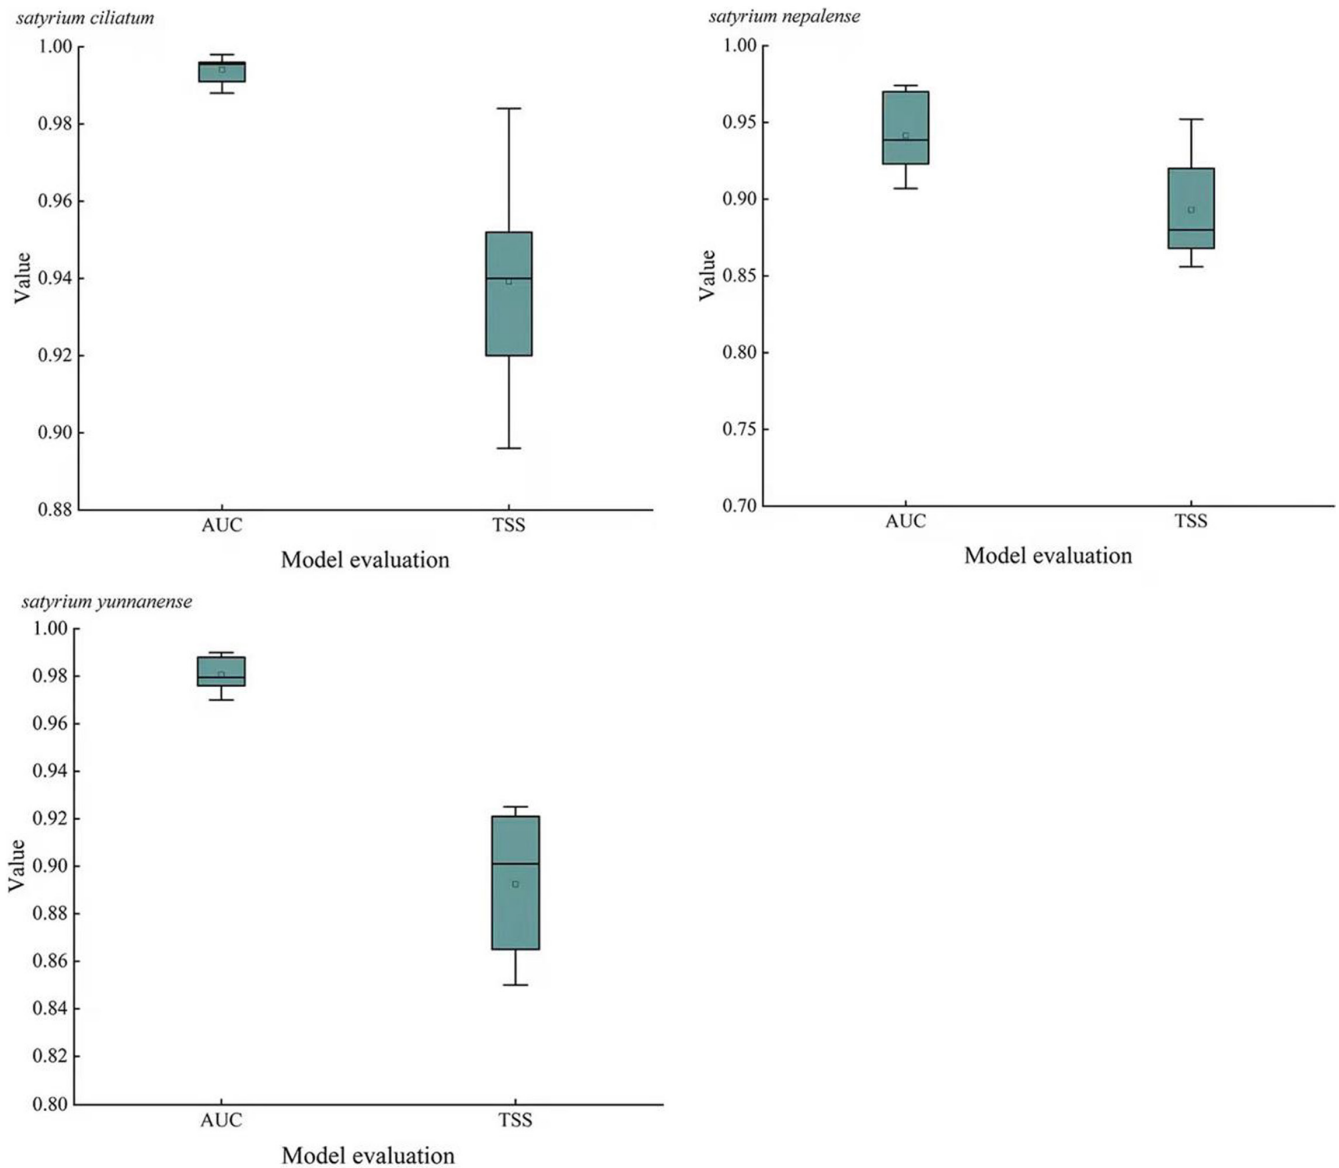 satyrium ciliatum
1.00
0.98
0.96
0.94
0.92
0.90
0.88
Value
AUC
TSS
Model evaluation
satyrium nepalense
1.00
0.95
0.90
0.85
0.80
0.75
0.70
Value
AUC
TSS
Model evaluation
satyrium yunnanense
1.00
0.98
0.96
0.94
0.92
0.90
0.88
0.86
0.84
0.82
0.80
Value
AUC
TSS
Model evaluation